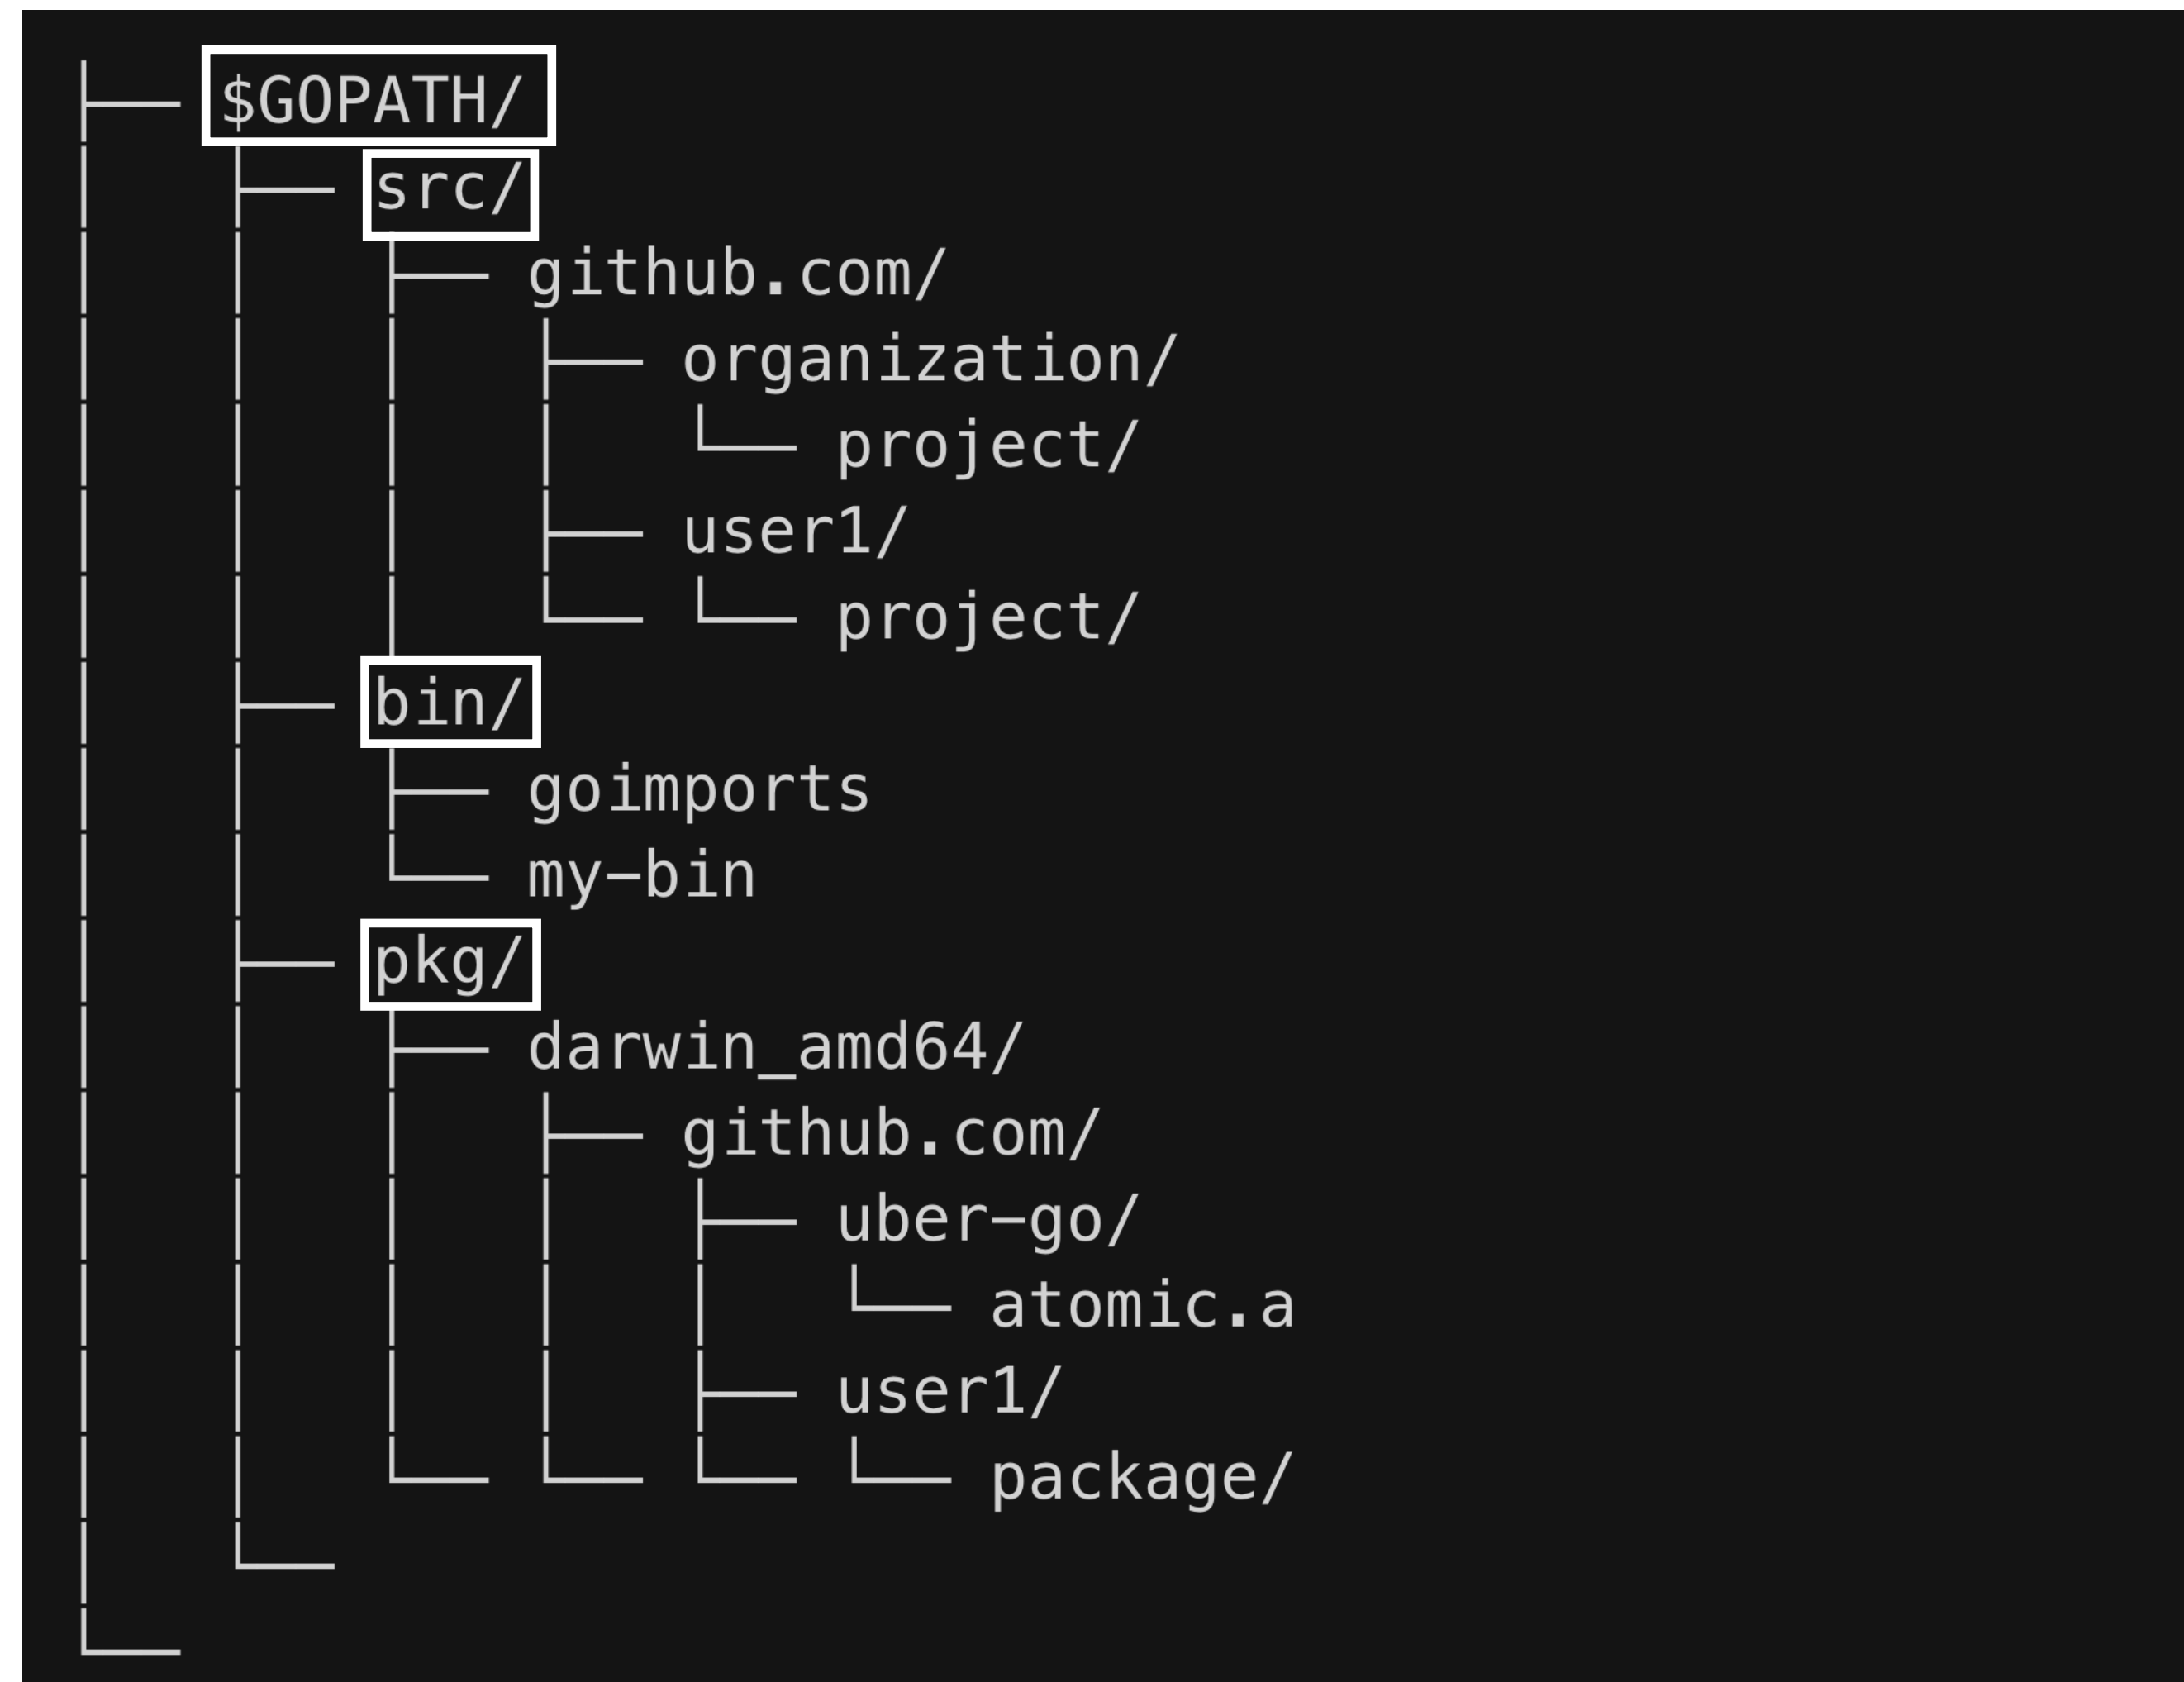 $GOPATH/
src/
github.com/
organization/
project/
user1/
project/
bin/
goimports
my-bin
pkg/
darwin_amd64/
github.com/
uber-go/
atomic.a
user1/
package/